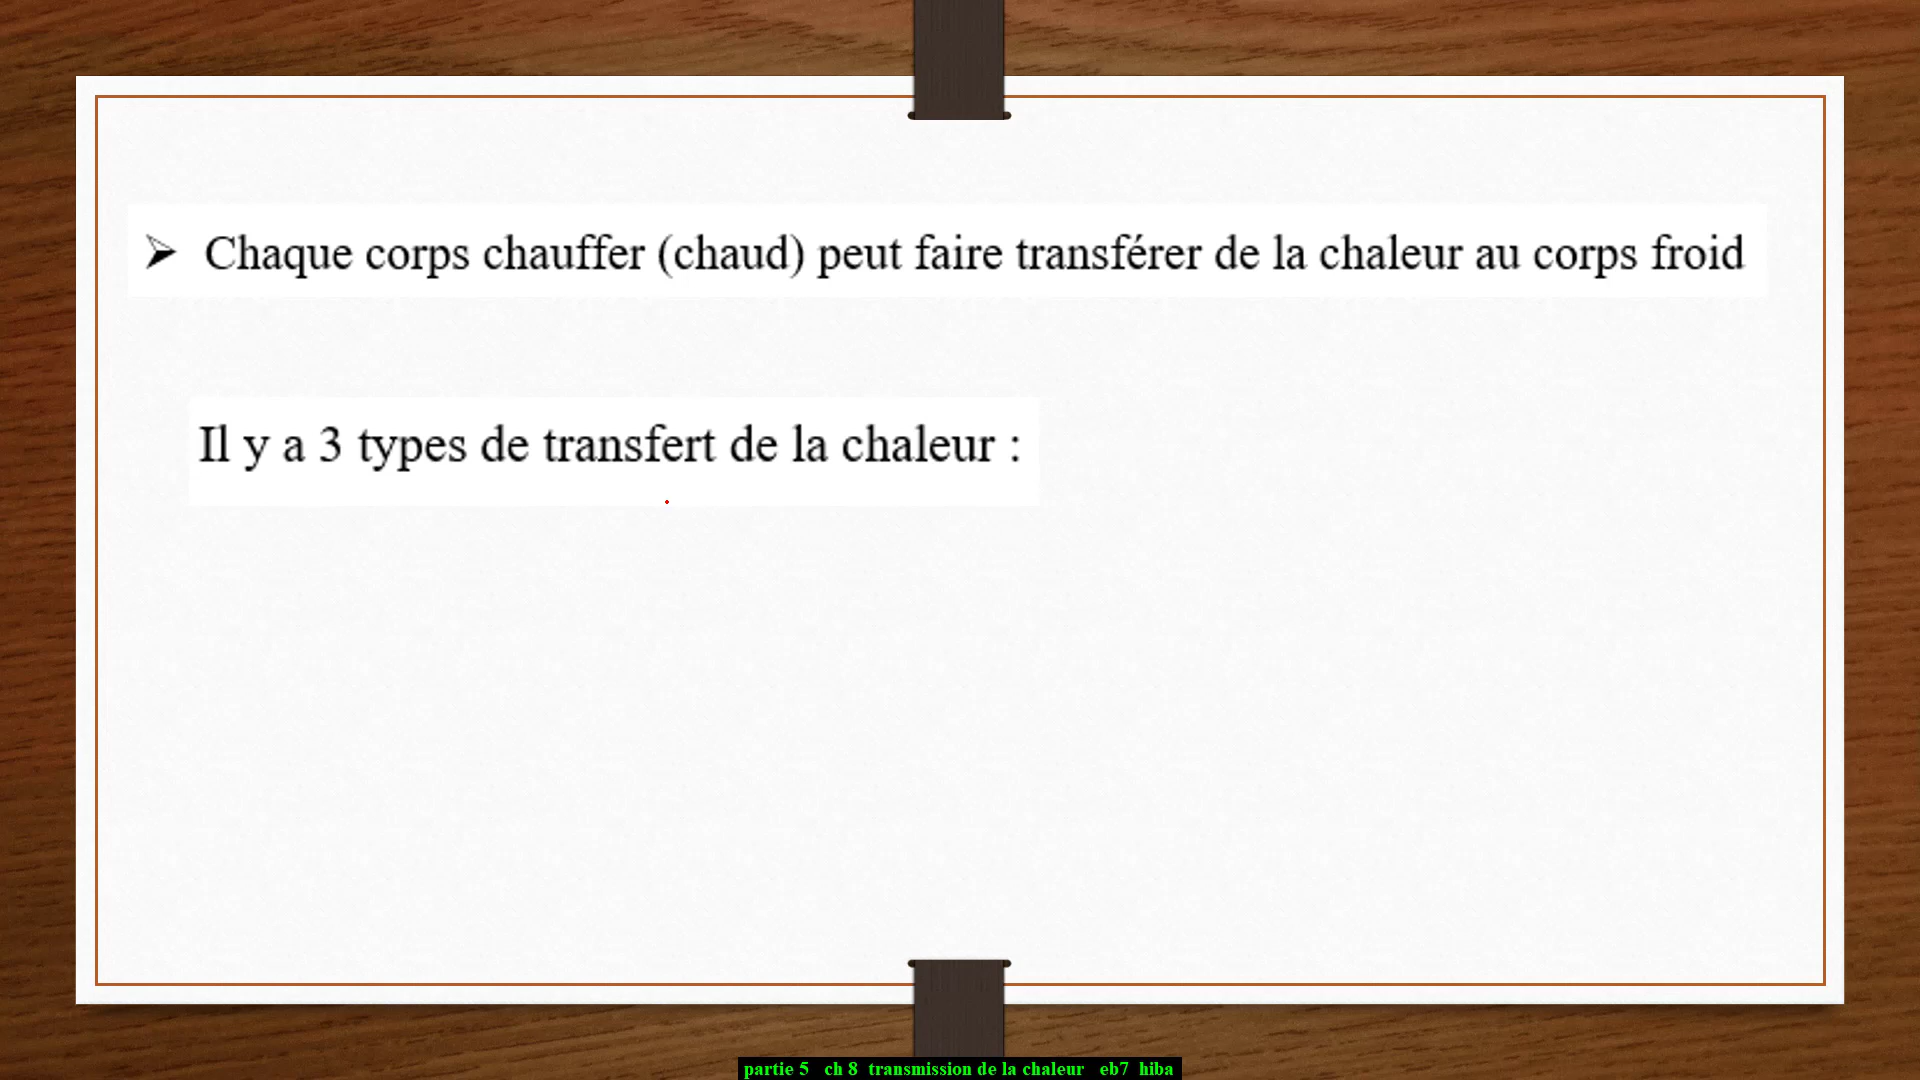 ➢ Chaque corps chauffer (chaud) peut faire transférer de la chaleur au corps froid
Il y a 3 types de transfert de la chaleur :
partie 5 ch 8 transmission de la chaleur eb7 hiba